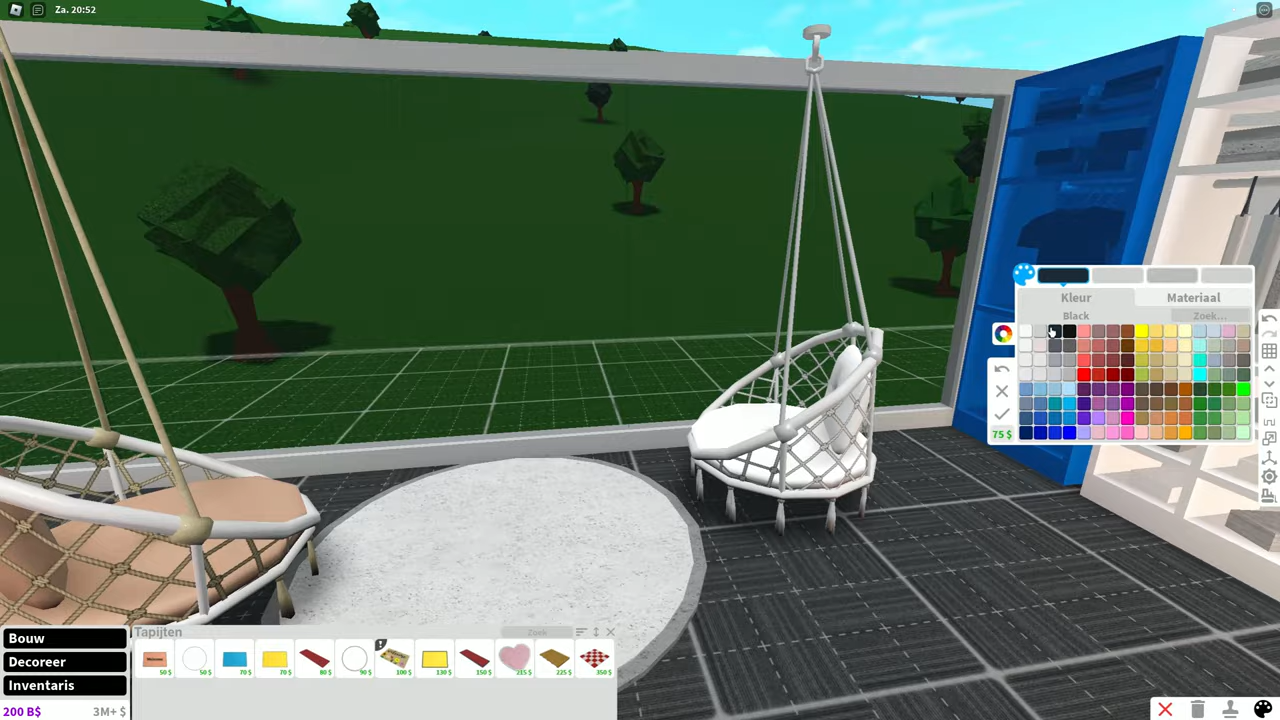 Za. 20:52
Kleur
Materiaal
Black
Zoek...
75 $
Bouw
Decoreer
Inventaris
200 B$
3M+ $
Tapijten
Zoek
50 $
50 $
70 $
70 $
80 $
90 $
100 $
130 $
150 $
215 $
225 $
350 $